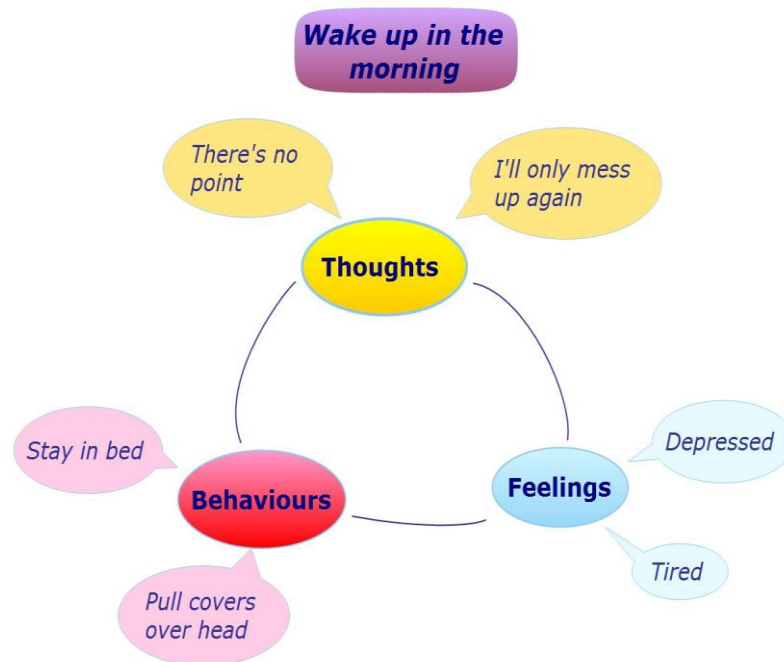 Wake up in the
morning
There's no
point
I'll only mess
up again
Thoughts
Stay in bed
Behaviours
Pull covers
over head
Feelings
Depressed
Tired